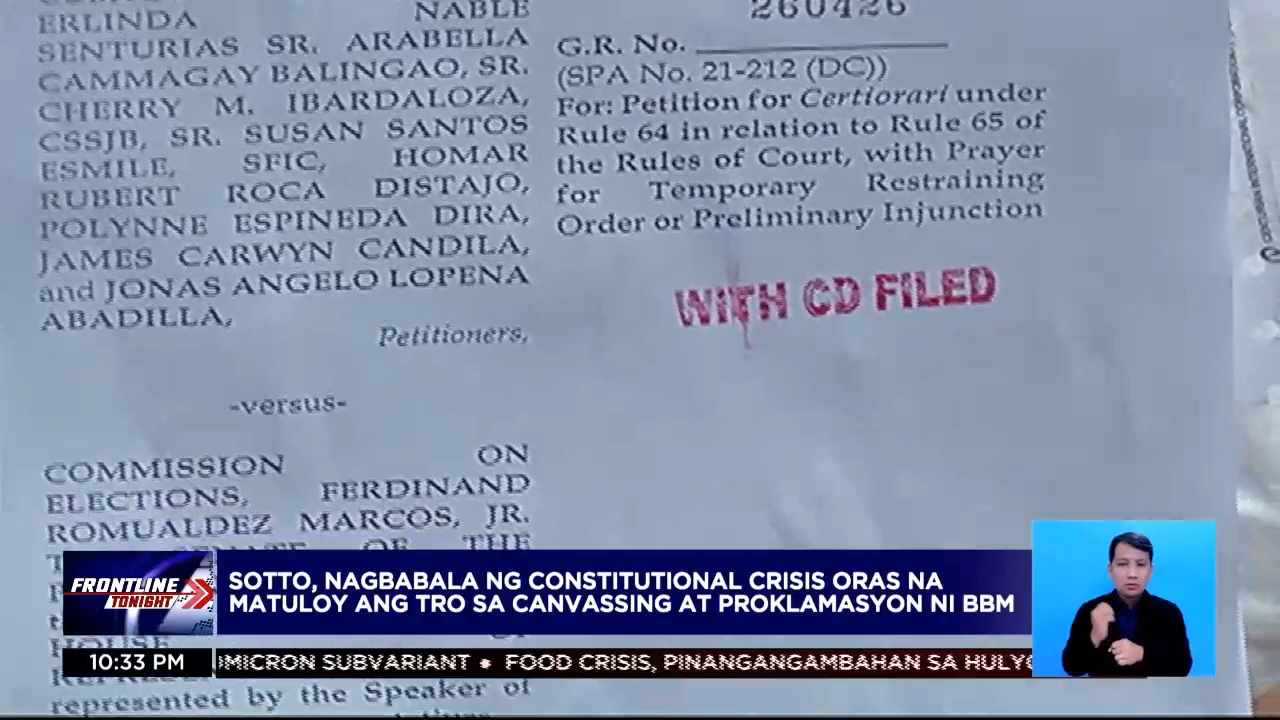 ERLINDA NABLE
SENTURIAS SR. ARABELLA
CAMMAGAY BALINGAO, SR.
CHERRY M. IBARDALOZA,
CSSJB, SR. SUSAN SANTOS
ESMILE, SFIC, HOMAR
RUBERT ROCA DISTAJO,
POLYNNE ESPINEDA DIRA,
JAMES CARWYN CANDILA,
and JONAS ANGELO LOPENA
ABADILLA,
Petitioners,
-versus-
COMMISSION ON
ELECTIONS, FERDINAND
ROMUALDEZ MARCOS, JR.
OF THE
HOUSE
represented by the Speaker of
260426
G.R. No.
(SPA No. 21-212 (DC))
For: Petition for Certiorari under
Rule 64 in relation to Rule 65 of
the Rules of Court, with Prayer
for Temporary Restraining
Order or Preliminary Injunction
WITH CD FILED
FRONTLINE
TONIGHT
SOTTO, NAGBABALA NG CONSTITUTIONAL CRISIS ORAS NA
MATULOY ANG TRO SA CANVASSING AT PROKLAMASYON NI BBM
10:33 PM
OMICRON SUBVARIANT • FOOD CRISIS, PINANGANGAMBAHAN SA HULYO